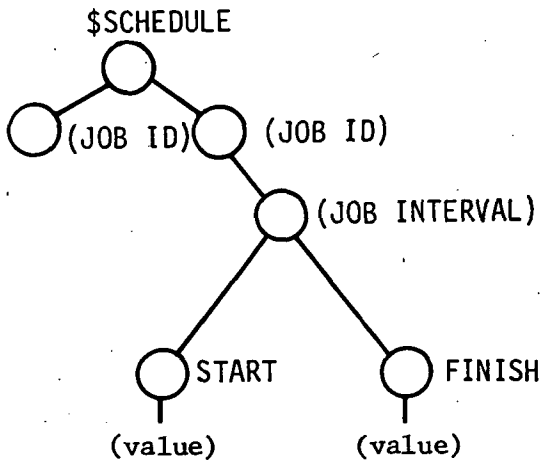 $SCHEDULE
(JOB ID) (JOB ID)
(JOB INTERVAL)
START FINISH
(value) (value)